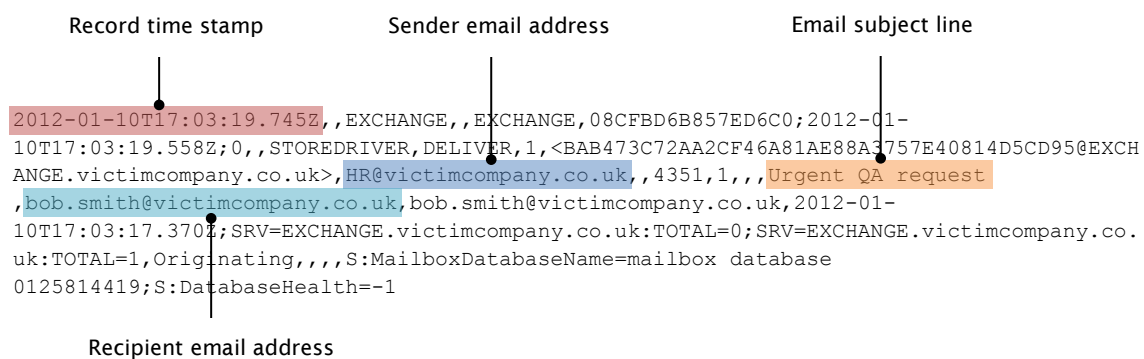 Record time stamp
Sender email address
Email subject line
2012-01-10T17:03:19.745Z,,EXCHANGE,,EXCHANGE,08CFBD6B857ED6C0;2012-01-
10T17:03:19.558Z;0,,STOREDRIVER,DELIVER,1,<BAB473C72AA2CF46A81AE88A3757E40814D5CD95@EXCH
ANGE.victimcompany.co.uk>,HR@victimcompany.co.uk,,4351,1,,,Urgent QA request
,bob.smith@victimcompany.co.uk,bob.smith@victimcompany.co.uk,2012-01-
10T17:03:17.370Z;SRV=EXCHANGE.victimcompany.co.uk:TOTAL=0;SRV=EXCHANGE.victimcompany.co.
uk:TOTAL=1,Originating,,,,S:MailboxDatabaseName=mailbox database
0125814419;S:DatabaseHealth=-1
Recipient email address